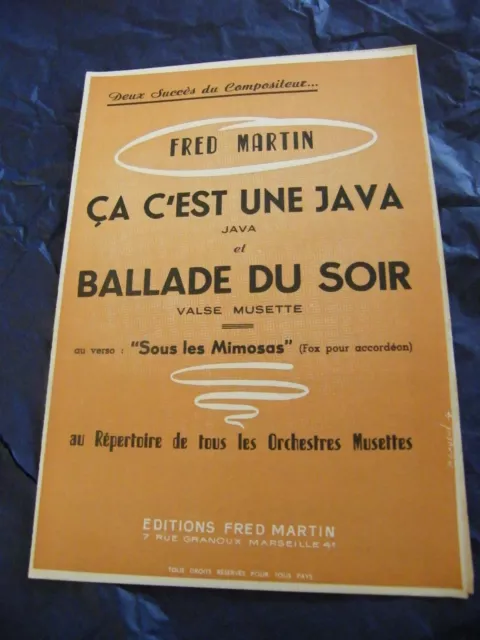 Deux Succès du Compositeur...
FRED MARTIN
ÇA C'EST UNE JAVA
JAVA
et
BALLADE DU SOIR
VALSE MUSETTE
au verso : "Sous les Mimosas" (Fox pour accordéon)
au Répertoire de tous les Orchestres Musettes
EDITIONS FRED MARTIN
7 RUE GRANOUX MARSEILLE 4e
TOUS DROITS RÉSERVÉS POUR TOUS PAYS